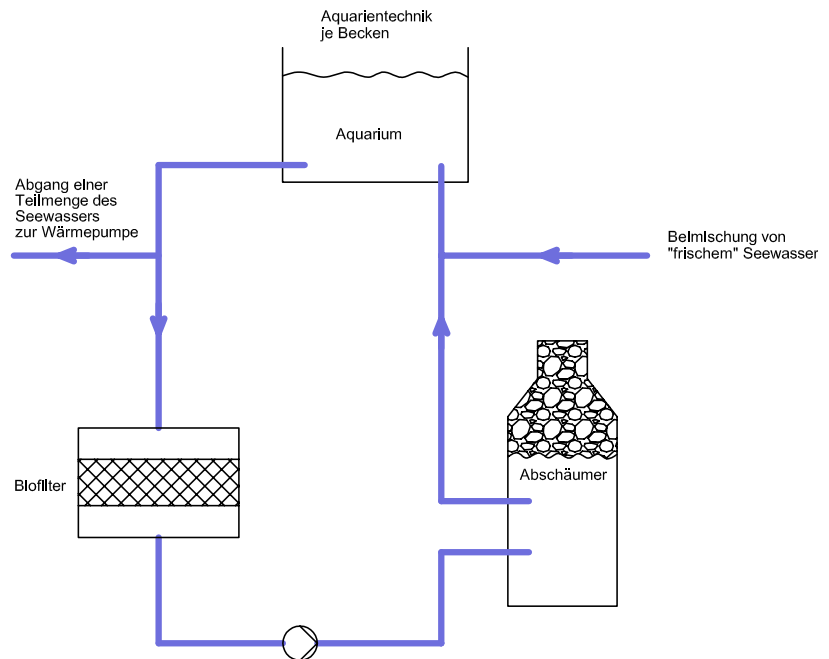 Aquarientechnik
je Becken
Aquarium
Abgang einer
Teilmenge des
Seewassers
zur Wärmepumpe
Beimischung von
"frischem" Seewasser
Biofilter
Abschäumer